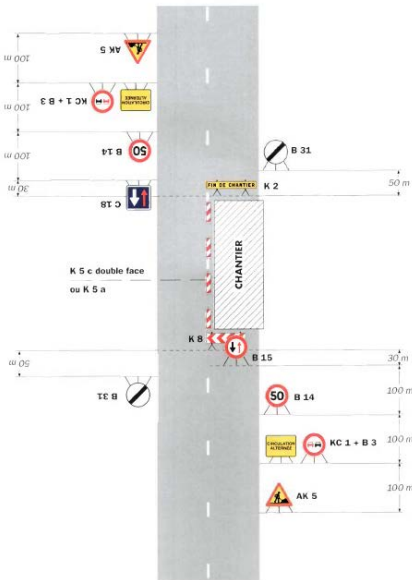 AK 5
100 m
CIRCULATION
ALTERNÉE
KC 1 + B 3
100 m
50
B 14
100 m
B 31
C 18
30 m
FIN DE CHANTIER
K 2
50 m
CHANTIER
K 5 c double face
ou K 5 a
K 8
B 15
50 m
30 m
B 31
50
B 14
100 m
CIRCULATION
ALTERNÉE
KC 1 + B 3
100 m
AK 5
100 m